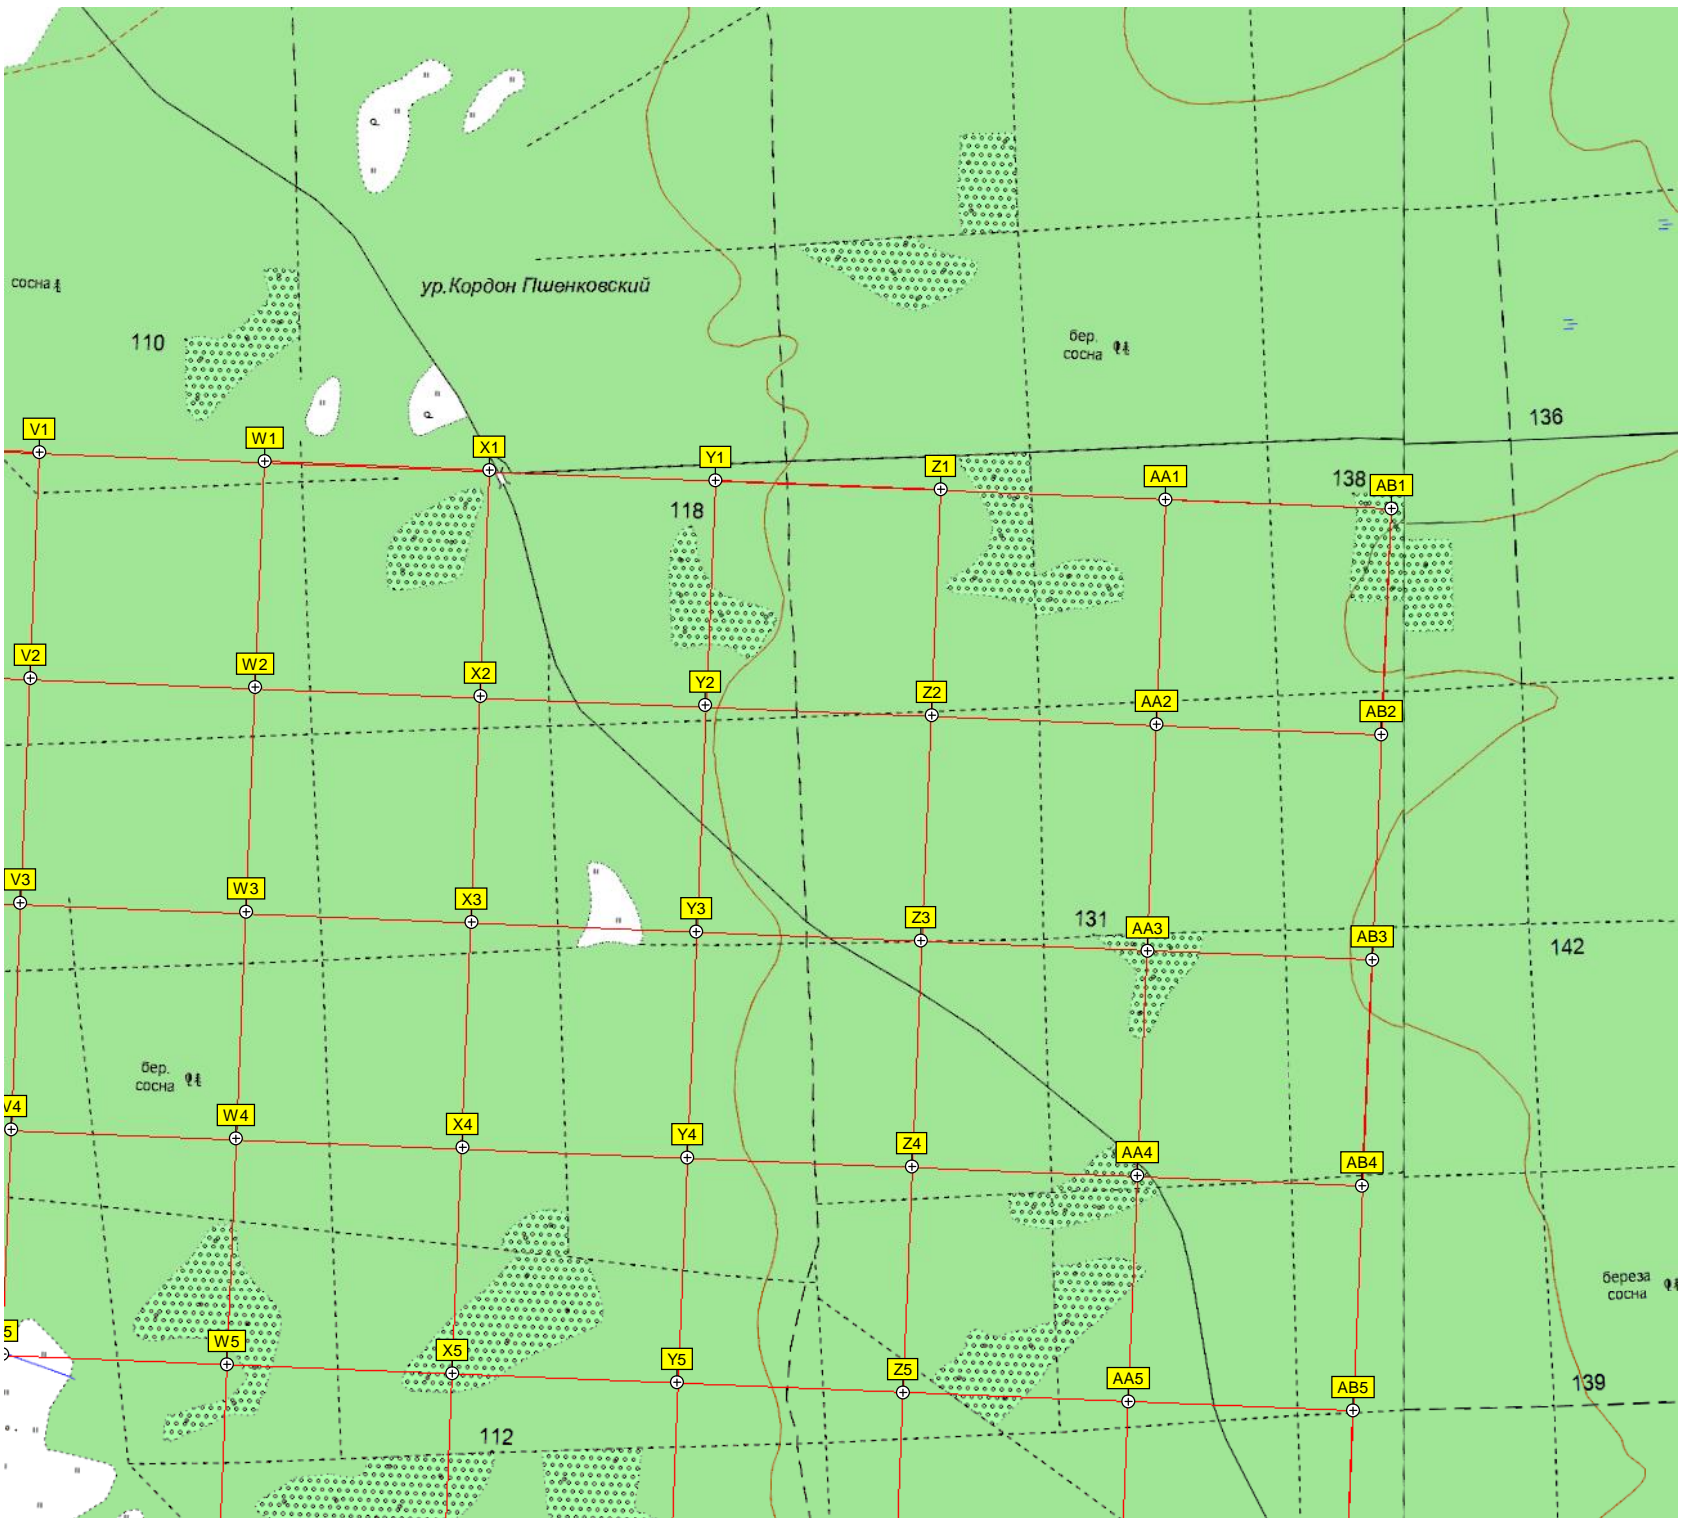 сосна
ур.Кордон Пшенковский
110
бер.
сосна
136
V1
W1
X1
Y1
Z1
AA1
138
AB1
118
V2
W2
X2
Y2
Z2
AA2
AB2
V3
W3
X3
Y3
Z3
131
AA3
AB3
142
бер.
сосна
V4
W4
X4
Y4
Z4
AA4
AB4
береза
сосна
5
W5
X5
Y5
Z5
AA5
AB5
139
112